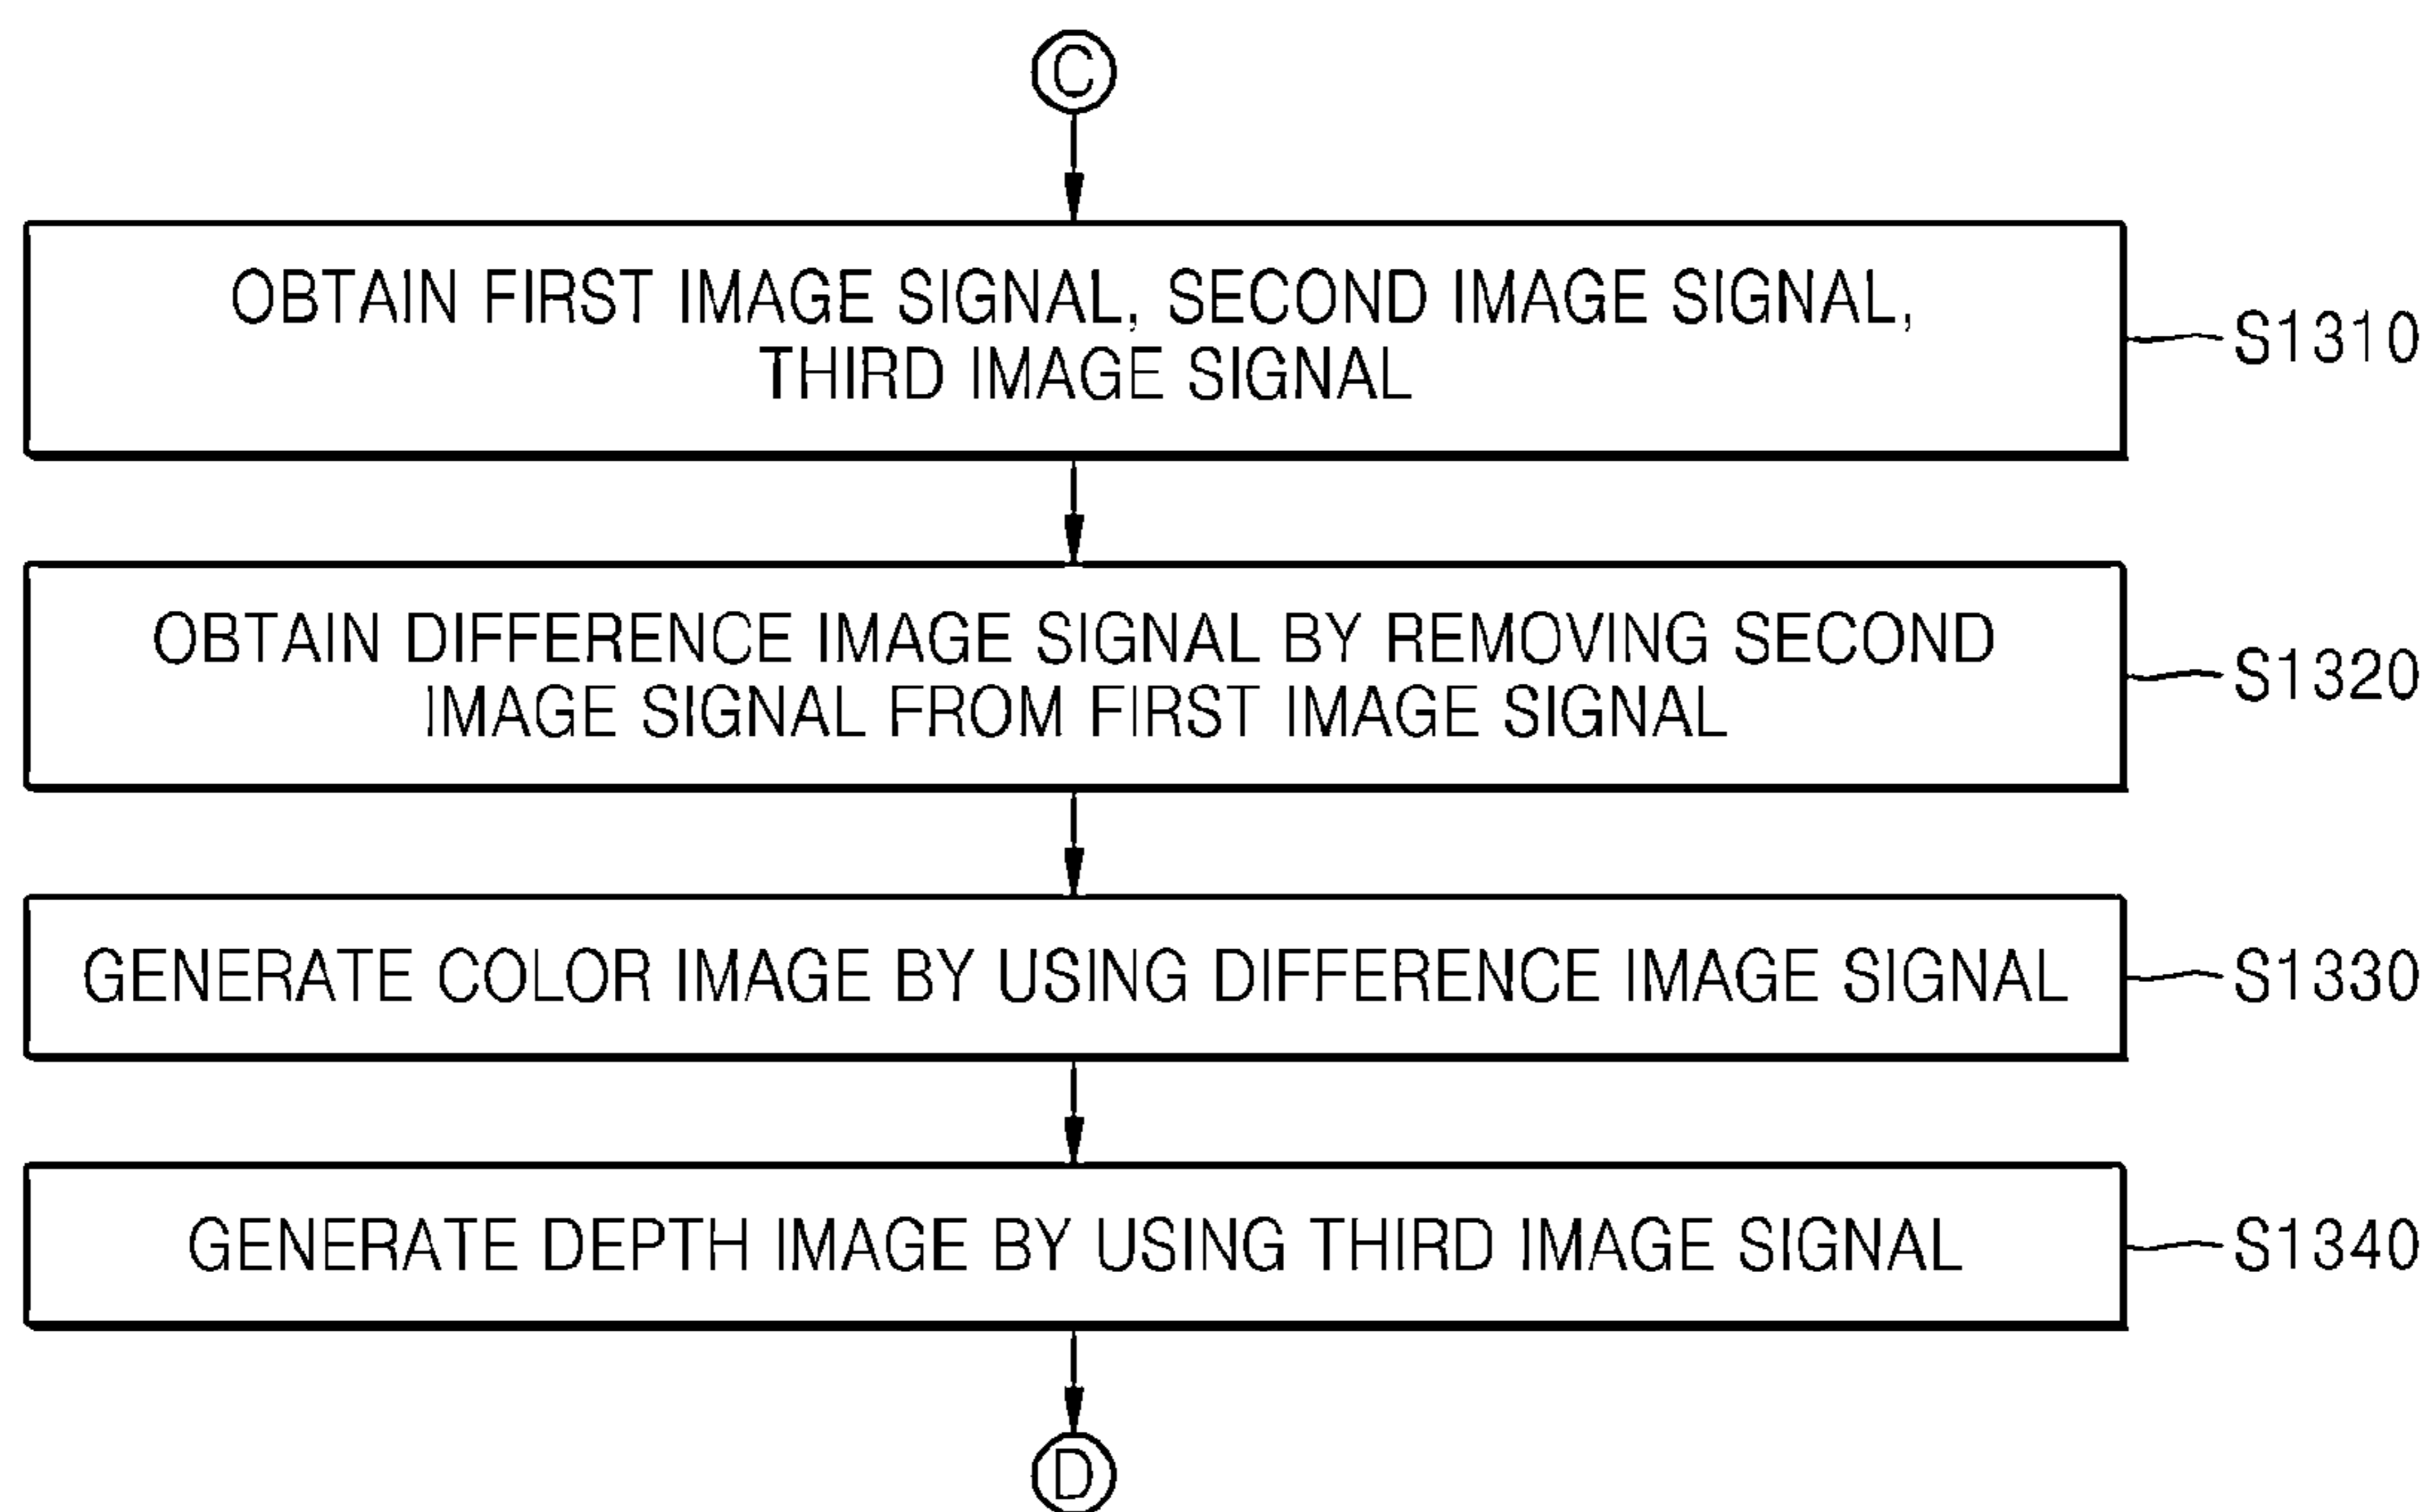 C
OBTAIN FIRST IMAGE SIGNAL, SECOND IMAGE SIGNAL,
THIRD IMAGE SIGNAL
S1310
OBTAIN DIFFERENCE IMAGE SIGNAL BY REMOVING SECOND
IMAGE SIGNAL FROM FIRST IMAGE SIGNAL
S1320
GENERATE COLOR IMAGE BY USING DIFFERENCE IMAGE SIGNAL
S1330
GENERATE DEPTH IMAGE BY USING THIRD IMAGE SIGNAL
S1340
D